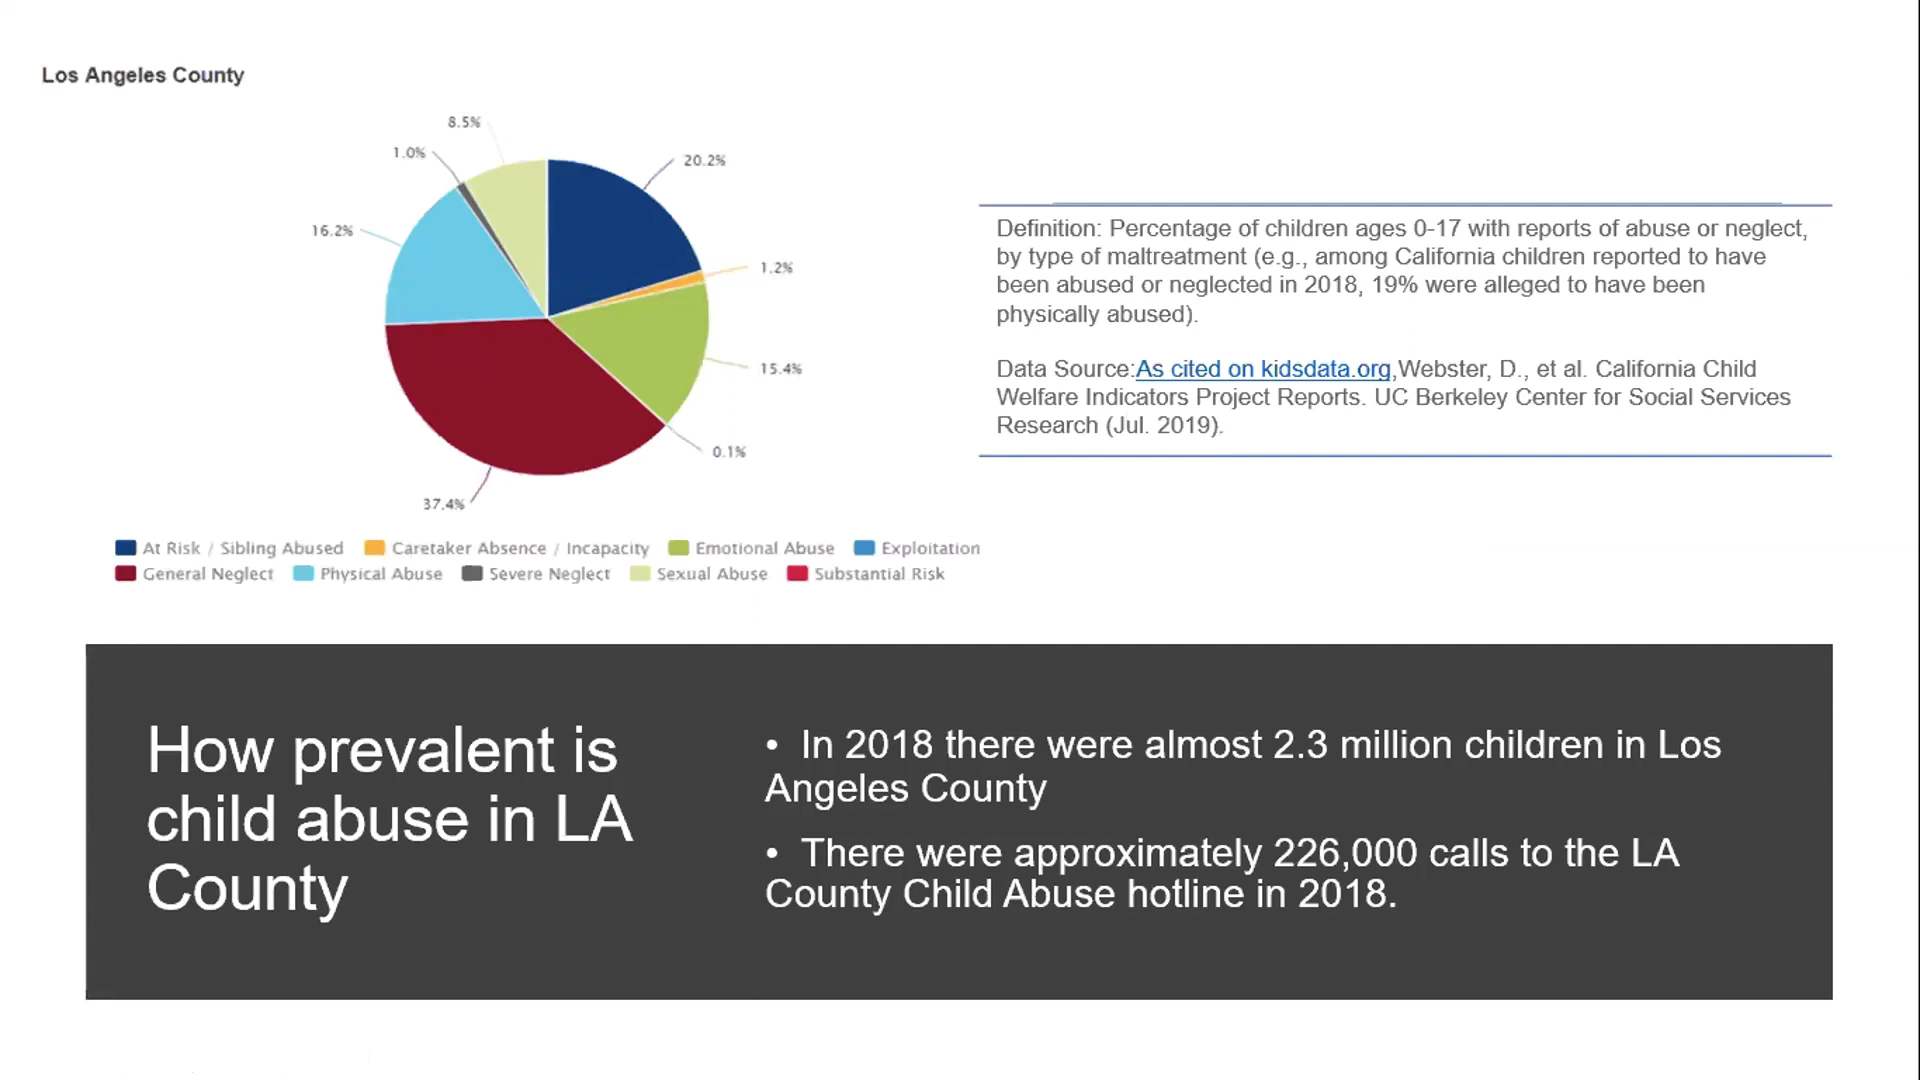 Los Angeles County
8.5%
1.0%
20.2%
16.2%
1.2%
15.4%
0.1%
37.4%
At Risk / Sibling Abused Caretaker Absence / Incapacity Emotional Abuse Exploitation
General Neglect Physical Abuse Severe Neglect Sexual Abuse Substantial Risk
Definition: Percentage of children ages 0-17 with reports of abuse or neglect,
by type of maltreatment (e.g., among California children reported to have
been abused or neglected in 2018, 19% were alleged to have been
physically abused).
Data Source:As cited on kidsdata.org,Webster, D., et al. California Child
Welfare Indicators Project Reports. UC Berkeley Center for Social Services
Research (Jul. 2019).
How prevalent is
child abuse in LA
County
• In 2018 there were almost 2.3 million children in Los
Angeles County
• There were approximately 226,000 calls to the LA
County Child Abuse hotline in 2018.